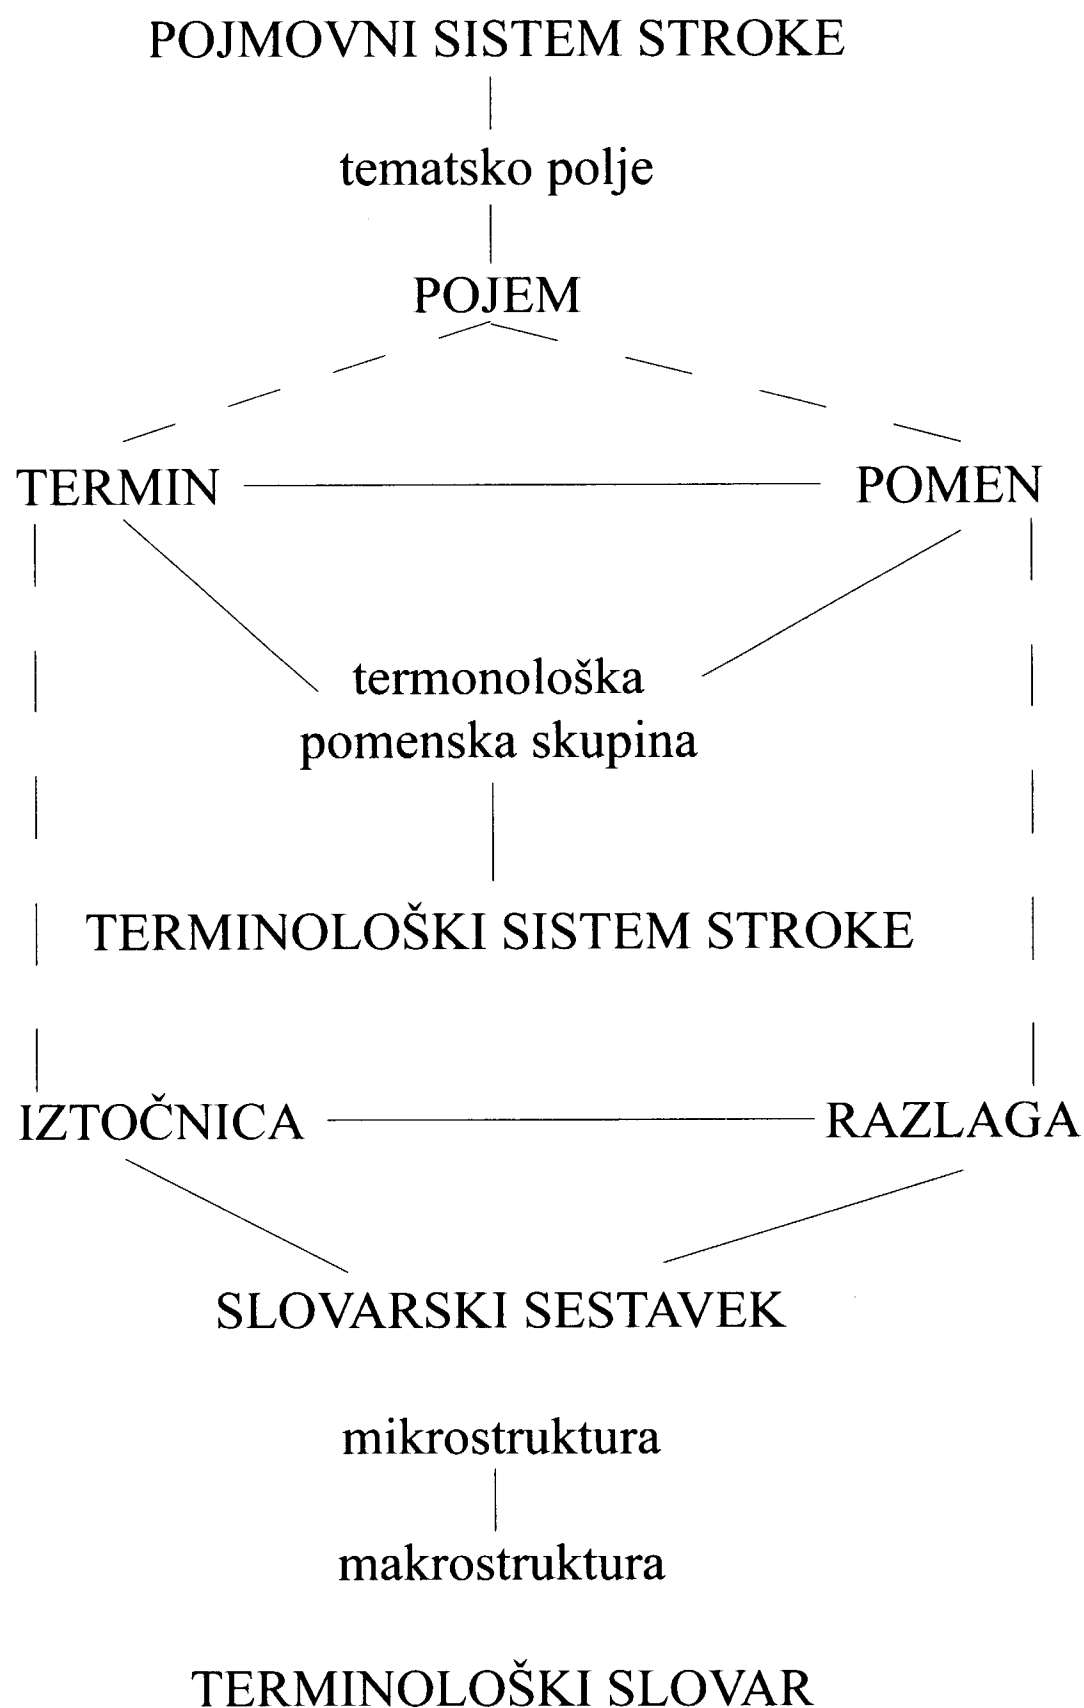 POJMOVNI SISTEM STROKE
tematsko polje
POJEM
TERMIN
POMEN
termonološka
pomenska skupina
TERMINOLOŠKI SISTEM STROKE
IZTOČNICA
RAZLAGA
SLOVARSKI SESTAVEK
mikrostruktura
makrostruktura
TERMINOLOŠKI SLOVAR